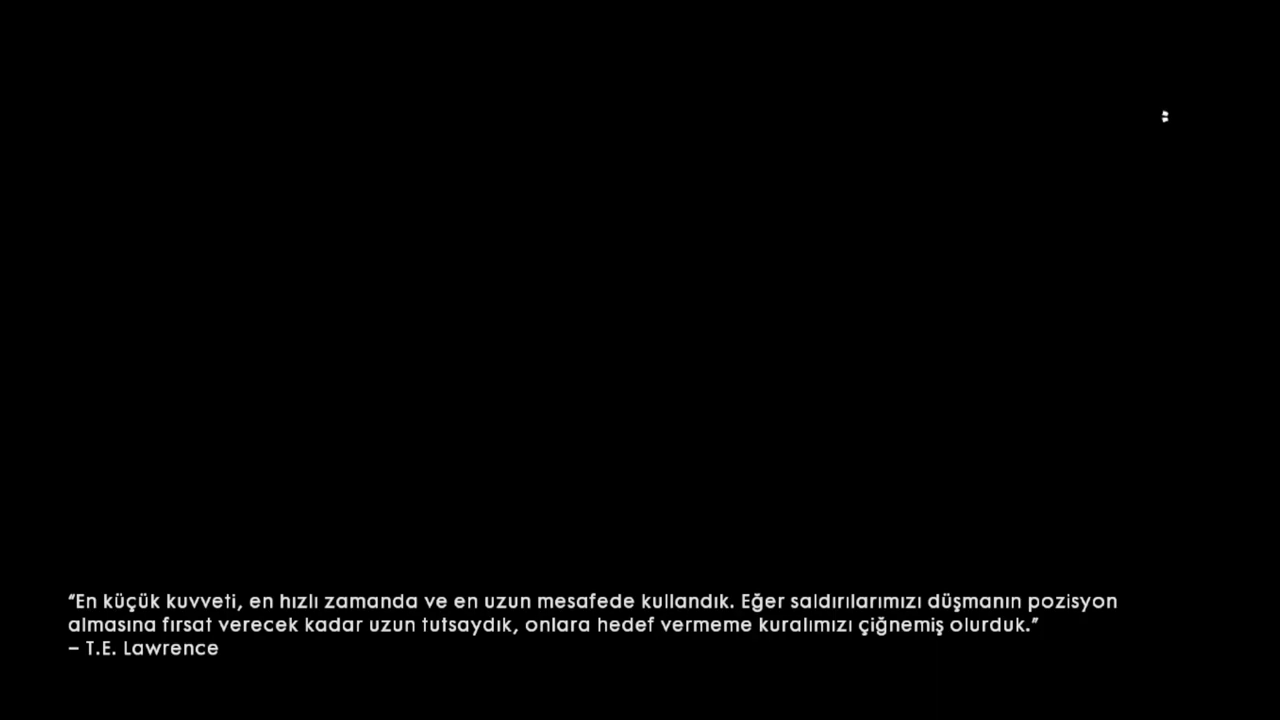 “En küçük kuvveti, en hızlı zamanda ve en uzun mesafede kullandık. Eğer saldırılarımızı düşmanın pozisyon
almasına fırsat verecek kadar uzun tutsaydık, onlara hedef vermeme kuralımızı çiğnemiş olurduk.”
– T.E. Lawrence